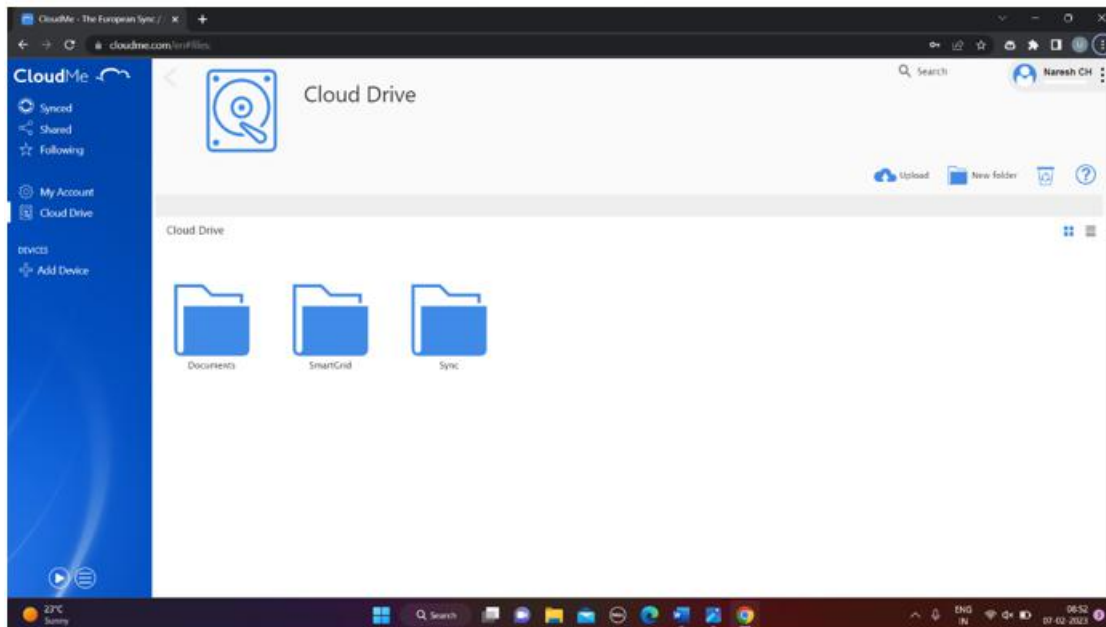 CloudMe - The European Sync /
cloudme.com/en#files:
CloudMe
Synced
Shared
Following
My Account
Cloud Drive
DEVICES
Add Device
Cloud Drive
Search
Naresh CH
Upload
New folder
Cloud Drive
Documents
SmartGrid
Sync
23°C
Sunny
Search
ENG
IN
08:52
07-02-2023